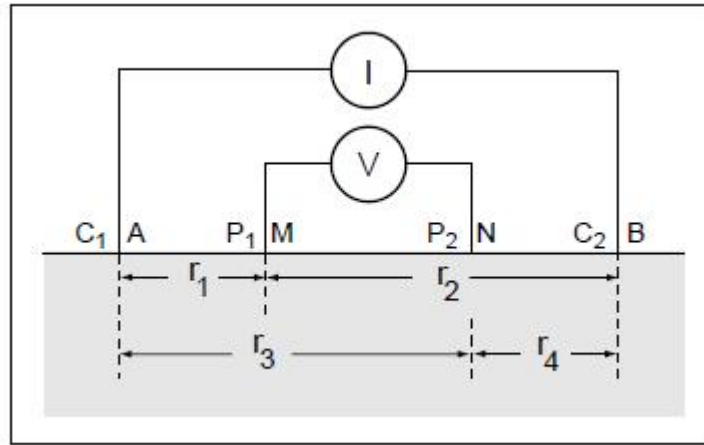 I
V
C₁ A P₁ M P₂ N C₂ B
r₁ r₂
r₃ r₄